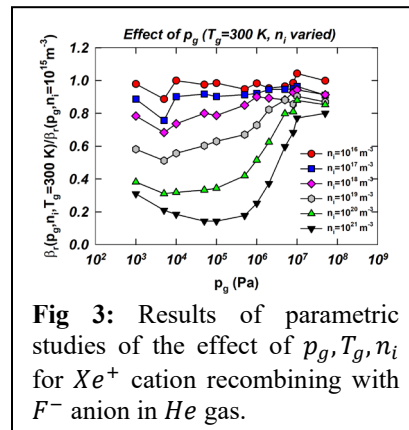 Effect of p_g (T_g=300 K, n_i varied)
β_r(p_g,n_i,T_g=300 K)/β_r(p_g,n_i=10^15 m^-3)
1.2
1.0
0.8
0.6
0.4
0.2
0.0
n_i=10^16 m^-3
n_i=10^17 m^-3
n_i=10^18 m^-3
n_i=10^19 m^-3
n_i=10^20 m^-3
n_i=10^21 m^-3
10^2 10^3 10^4 10^5 10^6 10^7 10^8 10^9
p_g (Pa)
Fig 3: Results of parametric
studies of the effect of p_g, T_g, n_i
for Xe^+ cation recombining with
F^- anion in He gas.